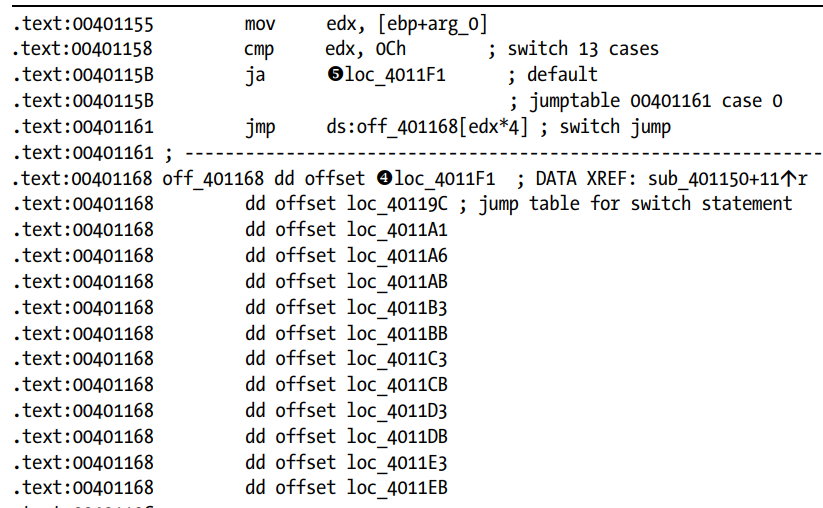 .text:00401155 mov edx, [ebp+arg_0]
.text:00401158 cmp edx, 0Ch ; switch 13 cases
.text:0040115B ja ❺loc_4011F1 ; default
.text:0040115B ; jumptable 00401161 case 0
.text:00401161 jmp ds:off_401168[edx*4] ; switch jump
.text:00401161 ; ---------------------------------------------------------------
.text:00401168 off_401168 dd offset ❹loc_4011F1 ; DATA XREF: sub_401150+11↑r
.text:00401168 dd offset loc_40119C ; jump table for switch statement
.text:00401168 dd offset loc_4011A1
.text:00401168 dd offset loc_4011A6
.text:00401168 dd offset loc_4011AB
.text:00401168 dd offset loc_4011B3
.text:00401168 dd offset loc_4011BB
.text:00401168 dd offset loc_4011C3
.text:00401168 dd offset loc_4011CB
.text:00401168 dd offset loc_4011D3
.text:00401168 dd offset loc_4011DB
.text:00401168 dd offset loc_4011E3
.text:00401168 dd offset loc_4011EB